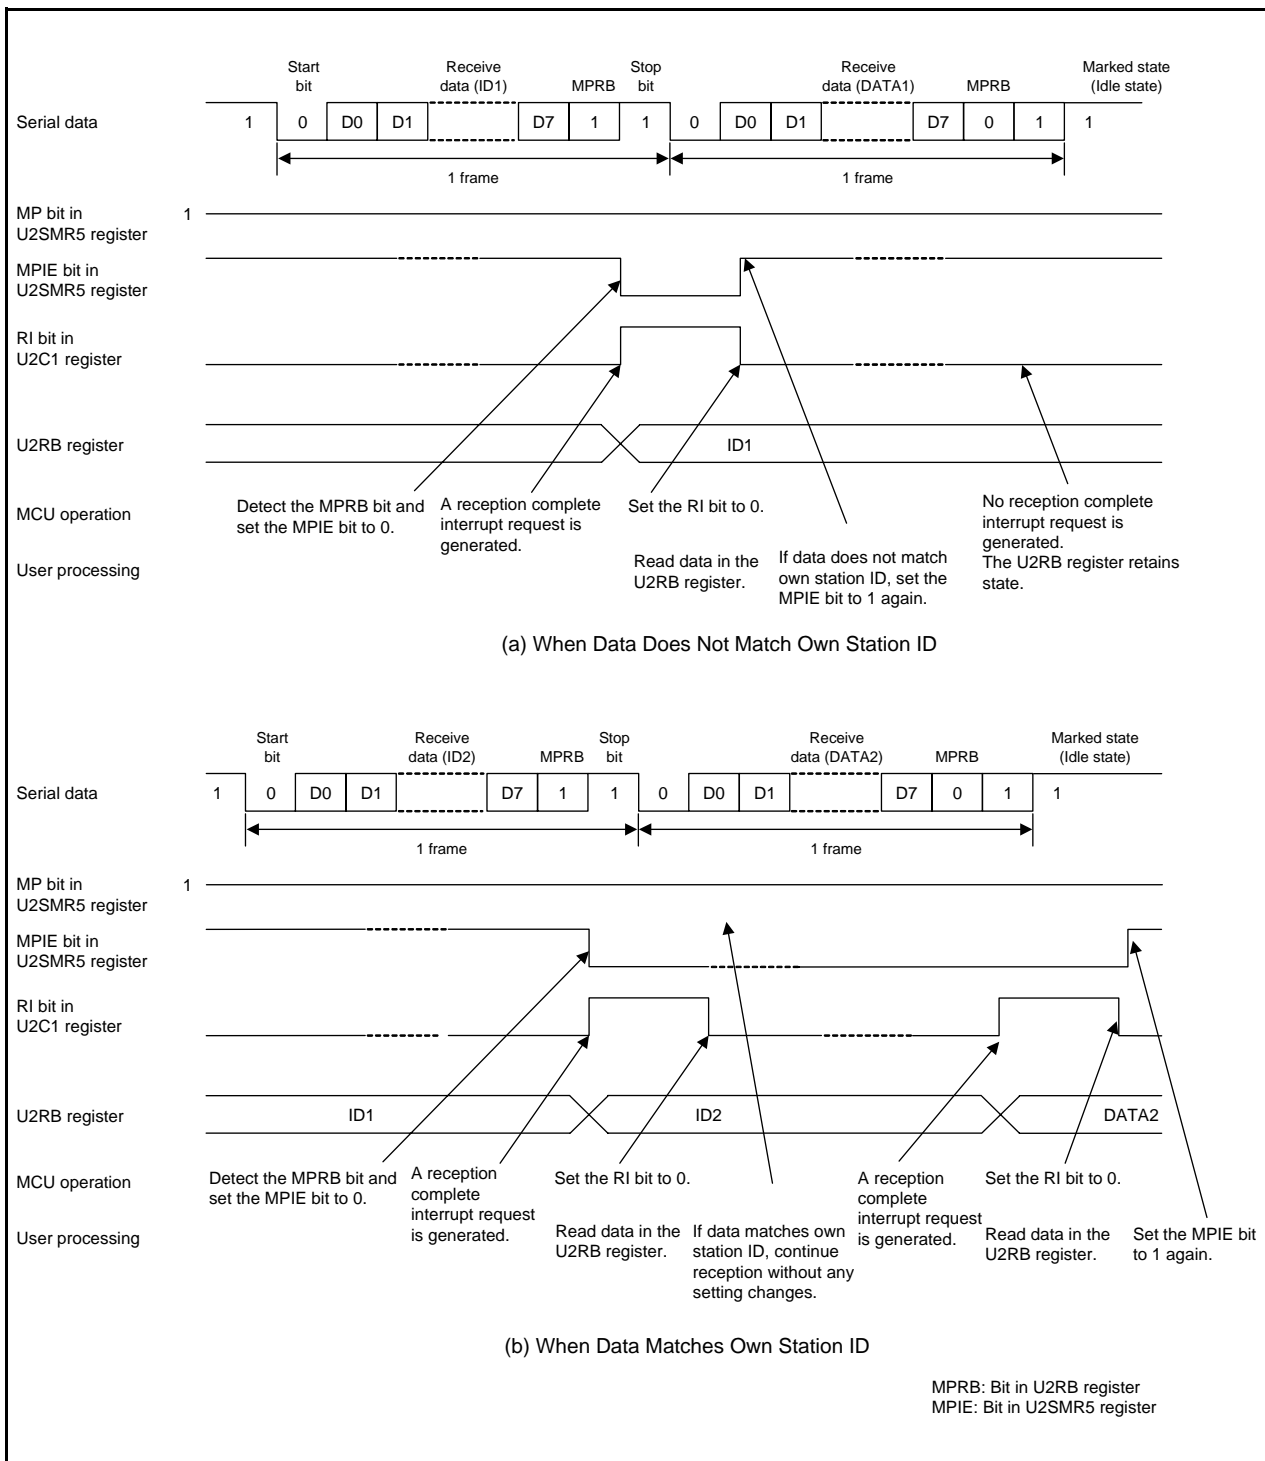 Start
bit
Receive
data (ID1)
MPRB
Stop
bit
Receive
data (DATA1)
MPRB
Marked state
(Idle state)
Serial data
1 0 D0 D1 D7 1 1 0 D0 D1 D7 0 1 1
1 frame 1 frame
MP bit in
U2SMR5 register
1
MPIE bit in
U2SMR5 register
RI bit in
U2C1 register
U2RB register
ID1
MCU operation
Detect the MPRB bit and
set the MPIE bit to 0.
A reception complete
interrupt request is
generated.
Set the RI bit to 0.
No reception complete
interrupt request is
generated.
The U2RB register retains
state.
User processing
Read data in the
U2RB register.
If data does not match
own station ID, set the
MPIE bit to 1 again.
(a) When Data Does Not Match Own Station ID
Start
bit
Receive
data (ID2)
MPRB
Stop
bit
Receive
data (DATA2)
MPRB
Marked state
(Idle state)
Serial data
1 0 D0 D1 D7 1 1 0 D0 D1 D7 0 1 1
1 frame 1 frame
MP bit in
U2SMR5 register
1
MPIE bit in
U2SMR5 register
RI bit in
U2C1 register
U2RB register
ID1 ID2 DATA2
MCU operation
Detect the MPRB bit and
set the MPIE bit to 0.
A reception
complete
interrupt request
is generated.
Set the RI bit to 0.
A reception
complete
interrupt request
is generated.
Set the RI bit to 0.
User processing
Read data in the
U2RB register.
If data matches own
station ID, continue
reception without any
setting changes.
Read data in the
U2RB register.
Set the MPIE bit
to 1 again.
(b) When Data Matches Own Station ID
MPRB: Bit in U2RB register
MPIE: Bit in U2SMR5 register